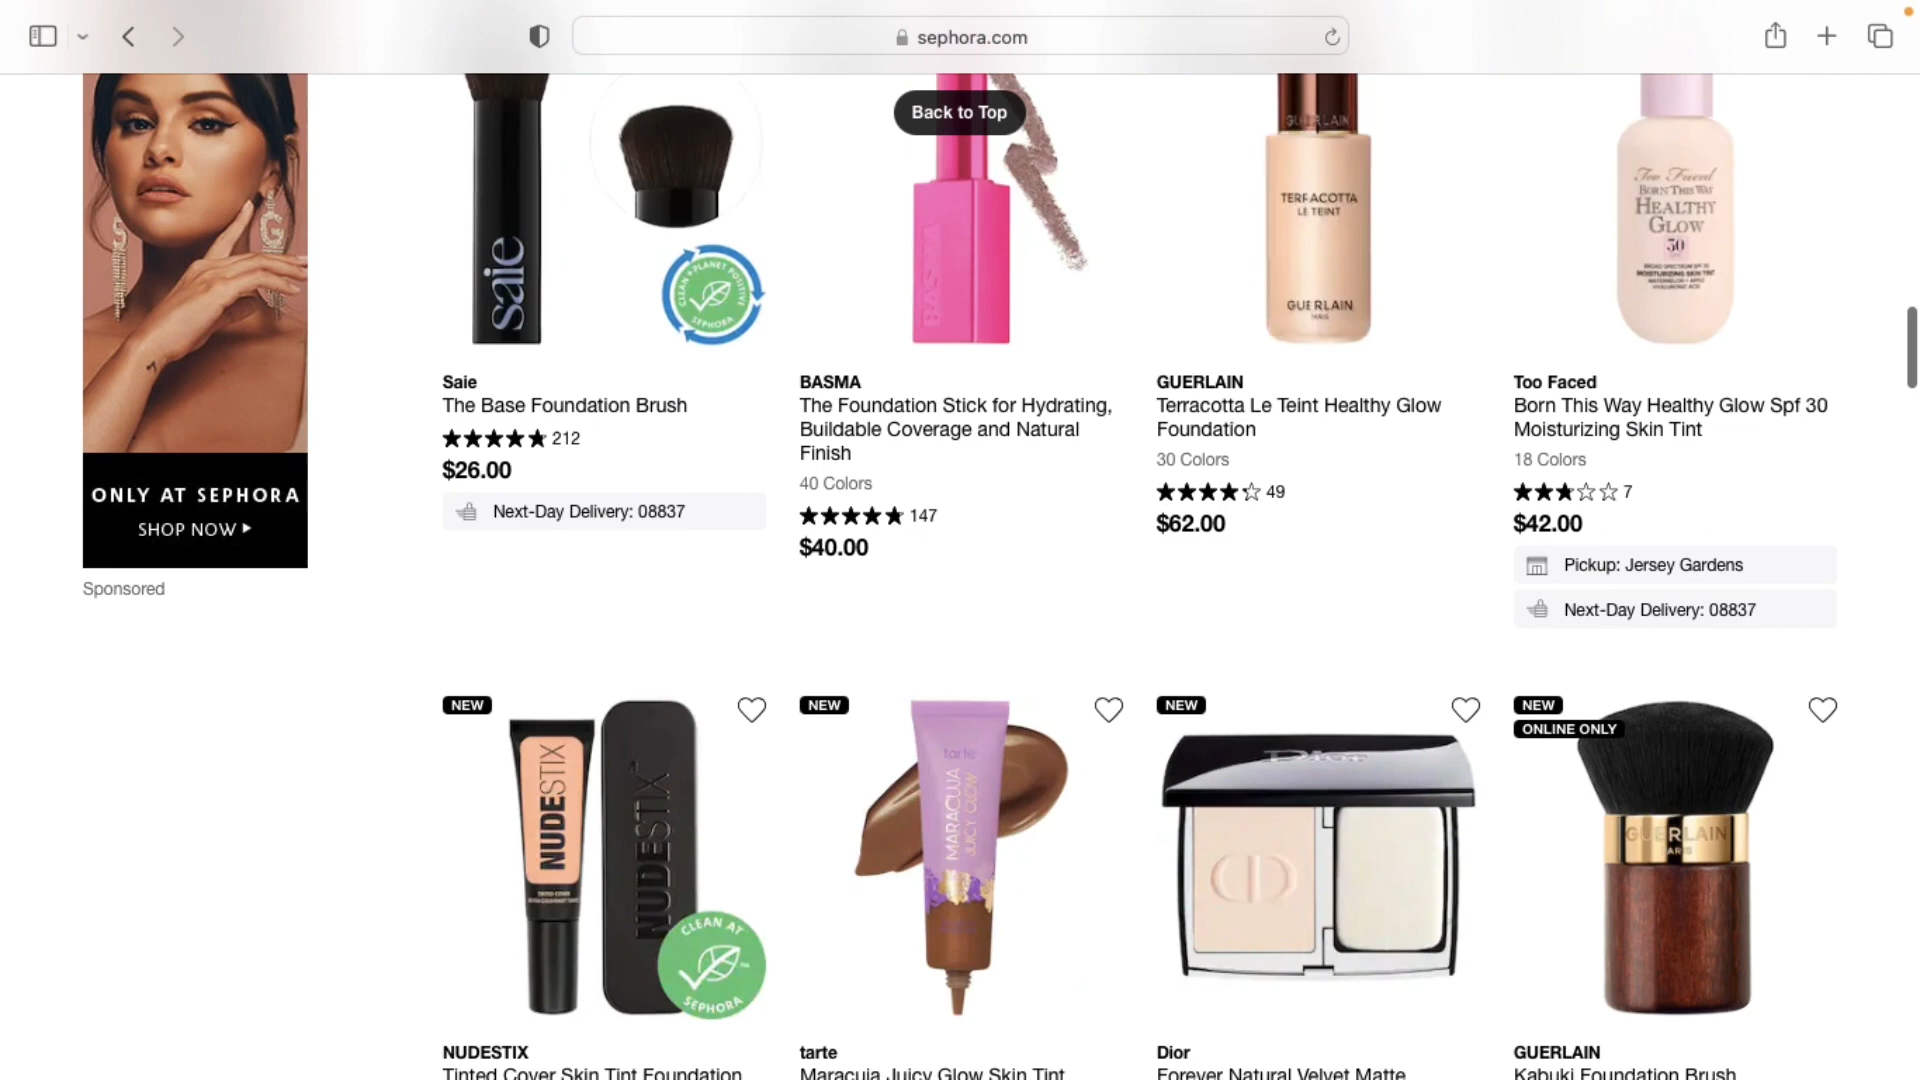 sephora.com
Back to Top
saie
CLEAN + PLANET POSITIVE
SEPHORA
BASMA
GUERLAIN
TERRACOTTA
LE TEINT
GUERLAIN
PARIS
Too Faced
BORN THIS WAY
HEALTHY
GLOW
30
ONLY AT SEPHORA
SHOP NOW
Sponsored
Saie
The Base Foundation Brush
212
$26.00
Next-Day Delivery: 08837
BASMA
The Foundation Stick for Hydrating,
Buildable Coverage and Natural
Finish
40 Colors
147
$40.00
GUERLAIN
Terracotta Le Teint Healthy Glow
Foundation
30 Colors
49
$62.00
Too Faced
Born This Way Healthy Glow Spf 30
Moisturizing Skin Tint
18 Colors
7
$42.00
Pickup: Jersey Gardens
Next-Day Delivery: 08837
NEW
NUDESTIX
NUDESTIX
CLEAN AT
SEPHORA
NEW
tarte
MARACUJA
JUICY GLOW
NEW
Dior
NEW
ONLINE ONLY
GUERLAIN
PARIS
NUDESTIX
Tinted Cover Skin Tint Foundation
tarte
Maracuja Juicy Glow Skin Tint
Dior
Forever Natural Velvet Matte
GUERLAIN
Kabuki Foundation Brush